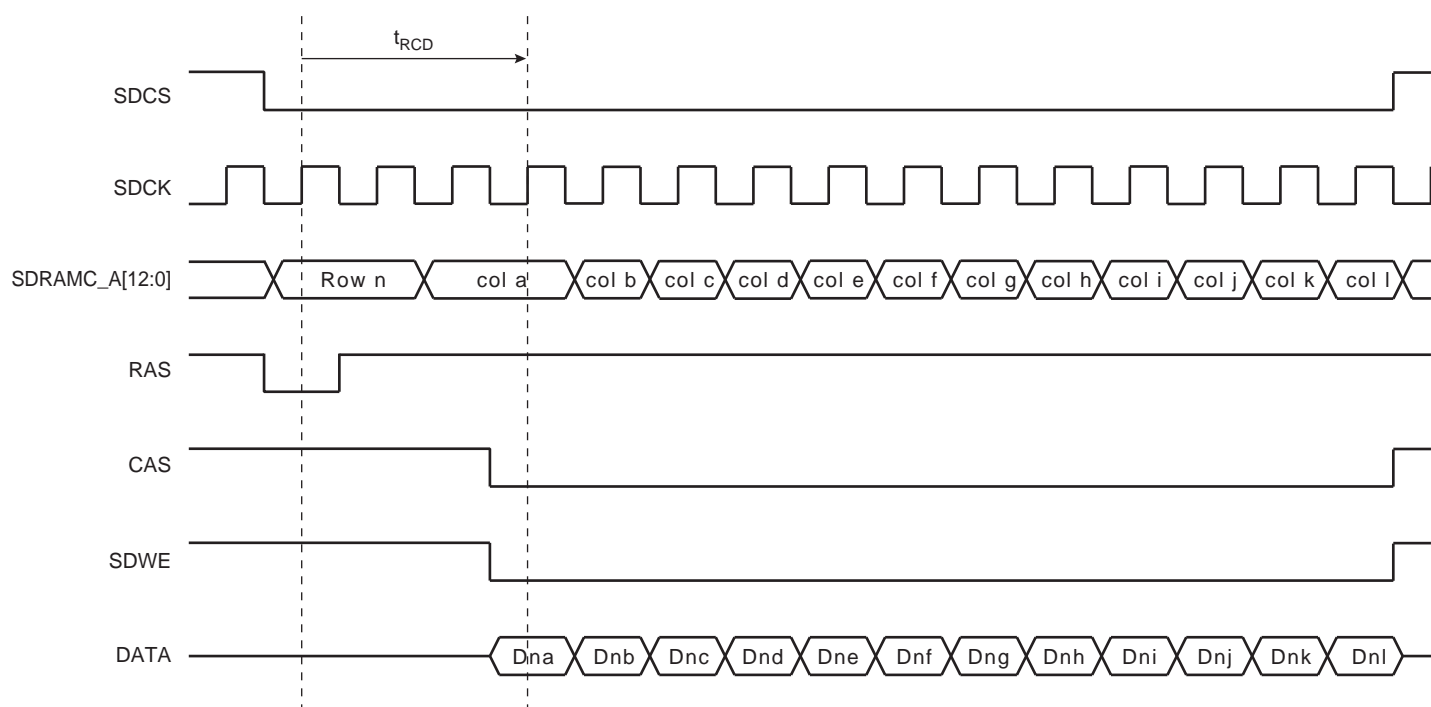 tRCD
SDCS
SDCK
SDRAMC_A[12:0] Row n col a col b col c col d col e col f col g col h col i col j col k col l
RAS
CAS
SDWE
DATA Dna Dnb Dnc Dnd Dne Dnf Dng Dnh Dni Dnj Dnk Dnl